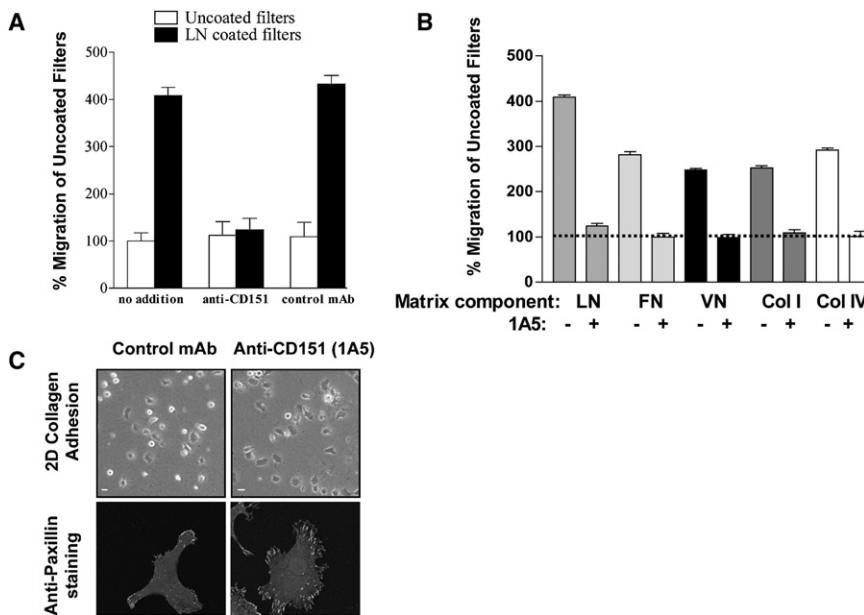 A
Uncoated filters
LN coated filters
% Migration of Uncoated Filters
500
400
300
200
100
0
no addition
anti-CD151
control mAb
B
% Migration of Uncoated Filters
500
400
300
200
100
0
Matrix component: LN FN VN Col I Col IV
1A5: - + - + - + - + - +
C
Control mAb
Anti-CD151 (1A5)
2D Collagen
Adhesion
Anti-Paxillin
staining